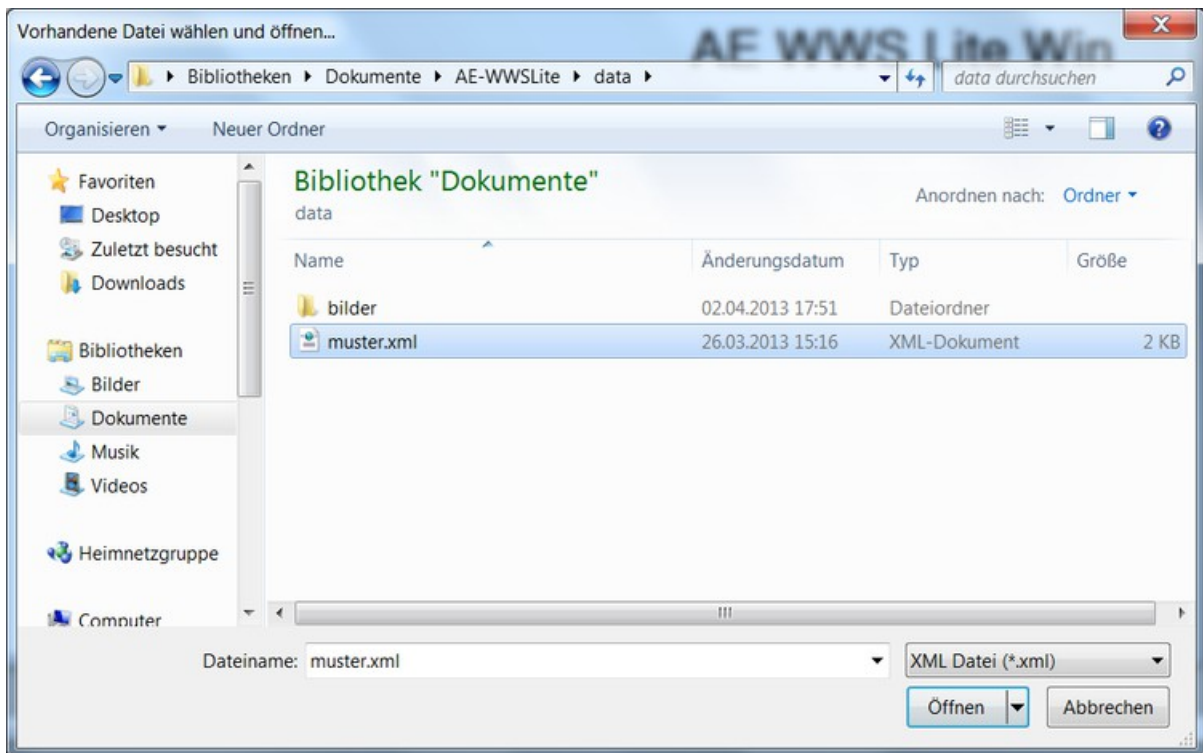 Vorhandene Datei wählen und öffnen...
AE WWS Lite Win
Bibliotheken Dokumente AE-WWSLite data
data durchsuchen
Organisieren Neuer Ordner
Favoriten
Desktop
Zuletzt besucht
Downloads
Bibliotheken
Bilder
Dokumente
Musik
Videos
Heimnetzgruppe
Computer
Bibliothek "Dokumente"
data
Anordnen nach: Ordner
Name Änderungsdatum Typ Größe
bilder 02.04.2013 17:51 Dateiordner
muster.xml 26.03.2013 15:16 XML-Dokument 2 KB
Dateiname: muster.xml
XML Datei (*.xml)
Öffnen Abbrechen